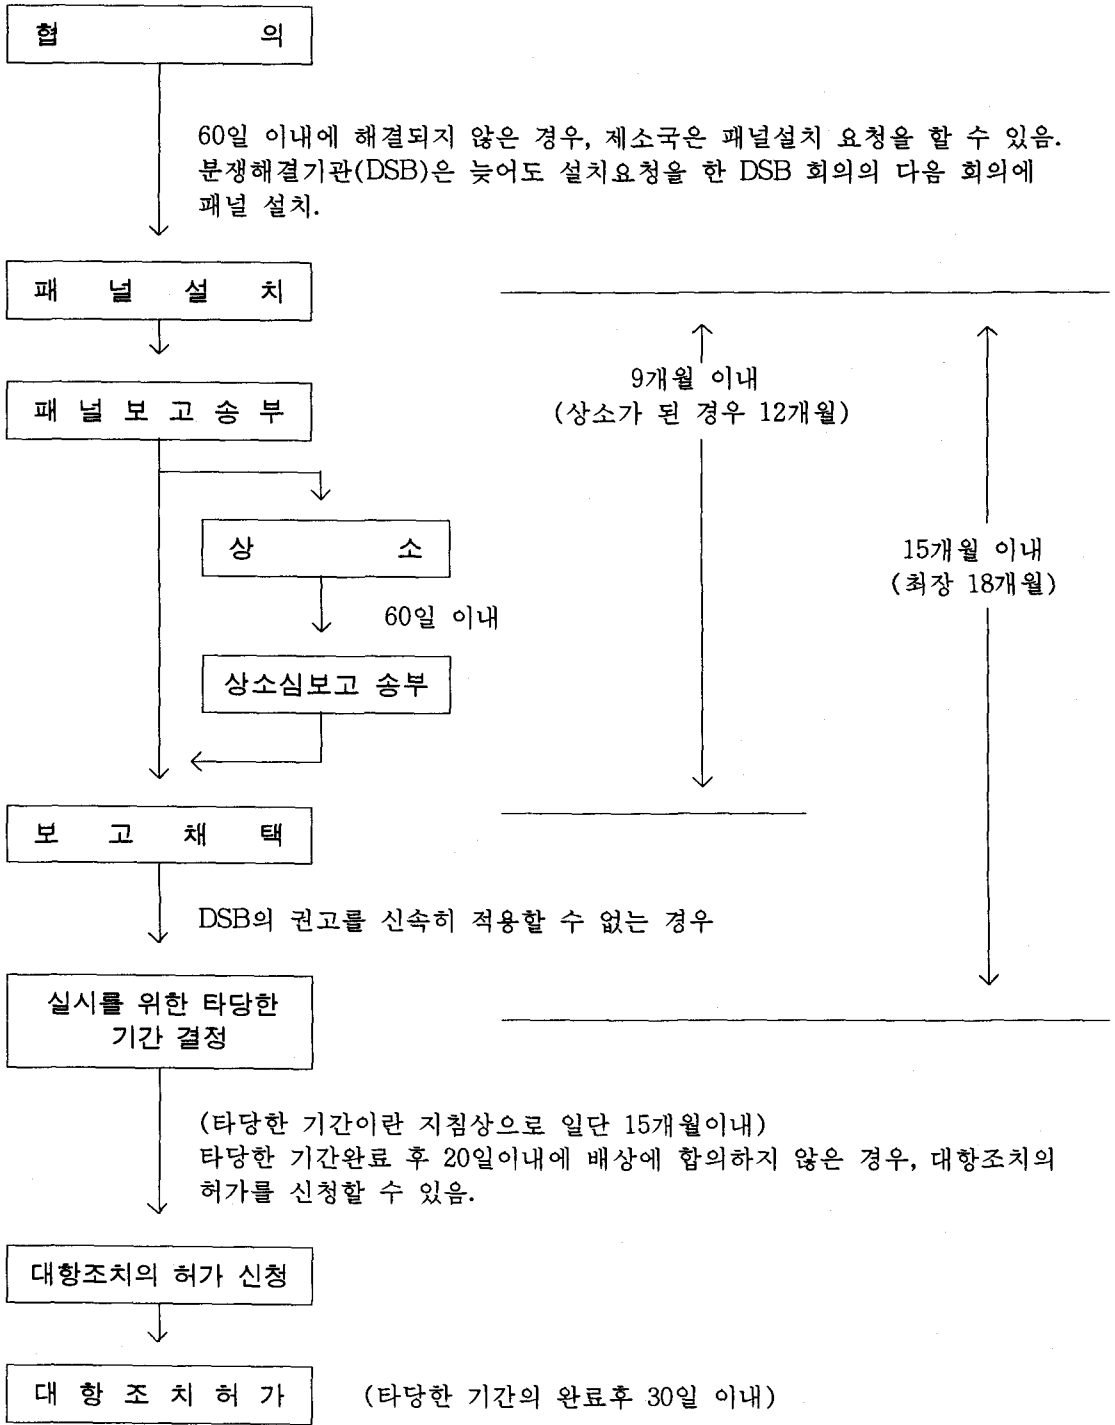 협 의
60일 이내에 해결되지 않은 경우, 제소국은 패널설치 요청을 할 수 있음.
분쟁해결기관(DSB)은 늦어도 설치요청을 한 DSB 회의의 다음 회의에
패널 설치.
패 널 설 치
패 널 보 고 송 부
9개월 이내
(상소가 된 경우 12개월)
상 소
60일 이내
상소심보고 송부
15개월 이내
(최장 18개월)
보 고 채 택
DSB의 권고를 신속히 적용할 수 없는 경우
실시를 위한 타당한
기간 결정
(타당한 기간이란 지침상으로 일단 15개월이내)
타당한 기간완료 후 20일이내에 배상에 합의하지 않은 경우, 대항조치의
허가를 신청할 수 있음.
대항조치의 허가 신청
대 항 조 치 허 가
(타당한 기간의 완료후 30일 이내)